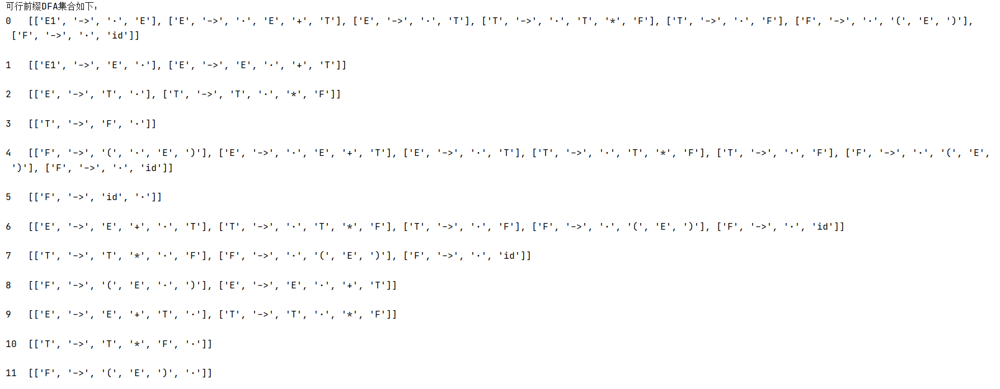 可行前缀DFA集合如下：
0   [['E1', '->', '·', 'E'], ['E', '->', '·', 'E', '+', 'T'], ['E', '->', '·', 'T'], ['T', '->', '·', 'T', '*', 'F'], ['T', '->', '·', 'F'], ['F', '->', '·', '(', 'E', ')'],
['F', '->', '·', 'id']]
1   [['E1', '->', 'E', '·'], ['E', '->', 'E', '·', '+', 'T']]
2   [['E', '->', 'T', '·'], ['T', '->', 'T', '·', '*', 'F']]
3   [['T', '->', 'F', '·']]
4   [['F', '->', '(', '·', 'E', ')'], ['E', '->', '·', 'E', '+', 'T'], ['E', '->', '·', 'T'], ['T', '->', '·', 'T', '*', 'F'], ['T', '->', '·', 'F'], ['F', '->', '·', '(', 'E',
')'], ['F', '->', '·', 'id']]
5   [['F', '->', 'id', '·']]
6   [['E', '->', 'E', '+', '·', 'T'], ['T', '->', '·', 'T', '*', 'F'], ['T', '->', '·', 'F'], ['F', '->', '·', '(', 'E', ')'], ['F', '->', '·', 'id']]
7   [['T', '->', 'T', '*', '·', 'F'], ['F', '->', '·', '(', 'E', ')'], ['F', '->', '·', 'id']]
8   [['F', '->', '(', 'E', '·', ')'], ['E', '->', 'E', '·', '+', 'T']]
9   [['E', '->', 'E', '+', 'T', '·'], ['T', '->', 'T', '·', '*', 'F']]
10  [['T', '->', 'T', '*', 'F', '·']]
11  [['F', '->', '(', 'E', ')', '·']]